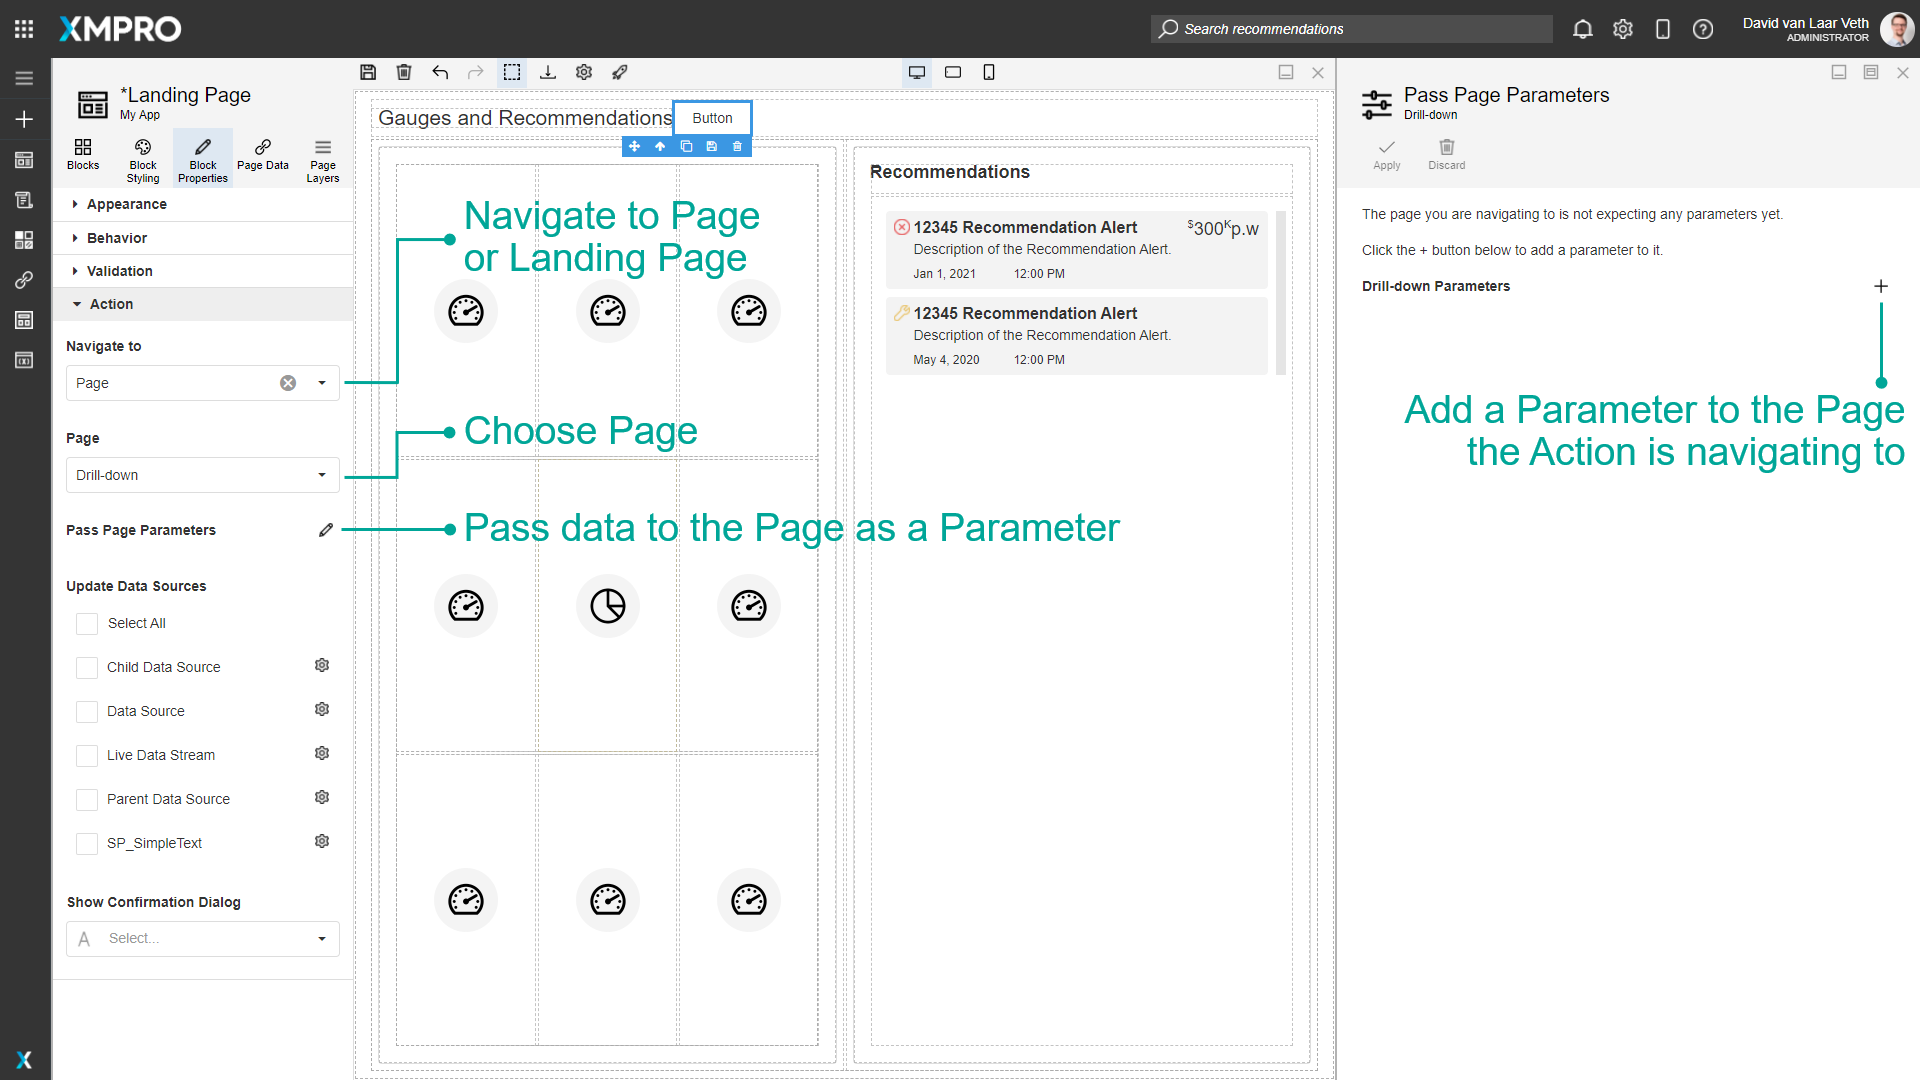 XMPRO
Search recommendations
David van Laar Veth
ADMINISTRATOR
*Landing Page
My App
Blocks
Block
Styling
Block
Properties
Page Data
Page
Layers
Appearance
Behavior
Validation
Action
Navigate to
Page
Page
Drill-down
Pass Page Parameters
Update Data Sources
Select All
Child Data Source
Data Source
Live Data Stream
Parent Data Source
SP_SimpleText
Show Confirmation Dialog
A Select...
Gauges and Recommendations
Button
Navigate to Page
or Landing Page
Choose Page
Pass data to the Page as a Parameter
Recommendations
12345 Recommendation Alert
$300Kp.w
Description of the Recommendation Alert.
Jan 1, 2021 12:00 PM
12345 Recommendation Alert
Description of the Recommendation Alert.
May 4, 2020 12:00 PM
Pass Page Parameters
Drill-down
Apply
Discard
The page you are navigating to is not expecting any parameters yet.
Click the + button below to add a parameter to it.
Drill-down Parameters
Add a Parameter to the Page
the Action is navigating to